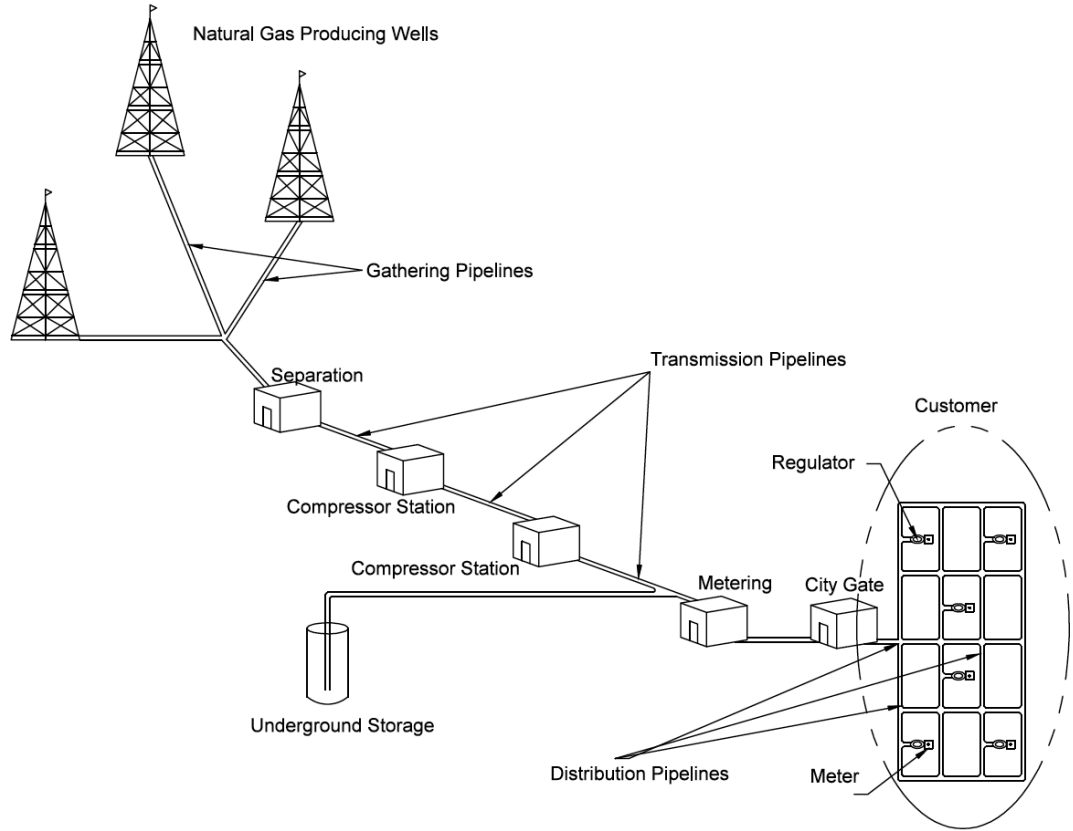 Natural Gas Producing Wells
Gathering Pipelines
Separation
Transmission Pipelines
Customer
Regulator
Compressor Station
Compressor Station
Metering
City Gate
Underground Storage
Distribution Pipelines
Meter